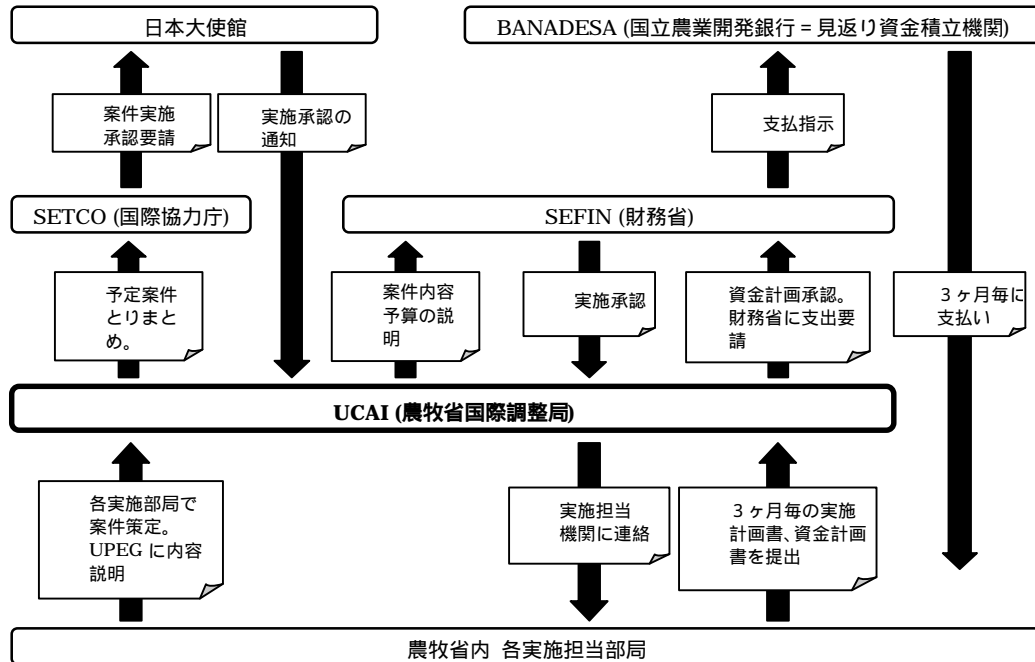 日本大使館
BANADESA (国立農業開発銀行 = 見返り資金積立機関)
案件実施
承認要請
実施承認の
通知
支払指示
SETCO (国際協力庁)
SEFIN (財務省)
予定案件
とりまと
め。
案件内容
予算の説
明
実施承認
資金計画承認。
財務省に支出要
請
3ヶ月毎に
支払い
UCAI (農牧省国際調整局)
各実施部局で
案件策定。
UPEG に内容
説明
実施担当
機関に連絡
3ヶ月毎の実施
計画書、資金計画
書を提出
農牧省内 各実施担当部局